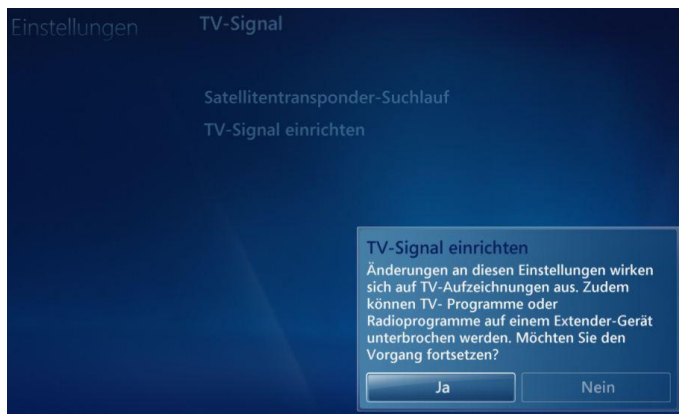 Einstellungen
TV-Signal
Satellitentransponder-Suchlauf
TV-Signal einrichten
TV-Signal einrichten
Änderungen an diesen Einstellungen wirken
sich auf TV-Aufzeichnungen aus. Zudem
können TV- Programme oder
Radioprogramme auf einem Extender-Gerät
unterbrochen werden. Möchten Sie den
Vorgang fortsetzen?
Ja
Nein